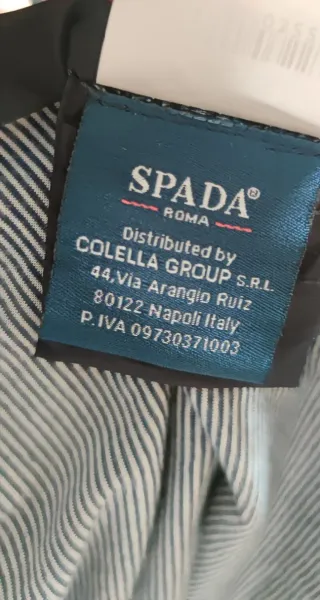 SPADA®
ROMA
Distributed by
COLELLA GROUP S.R.L.
44,Via Arangio Ruiz
80122 Napoli Italy
P.IVA 09730371003